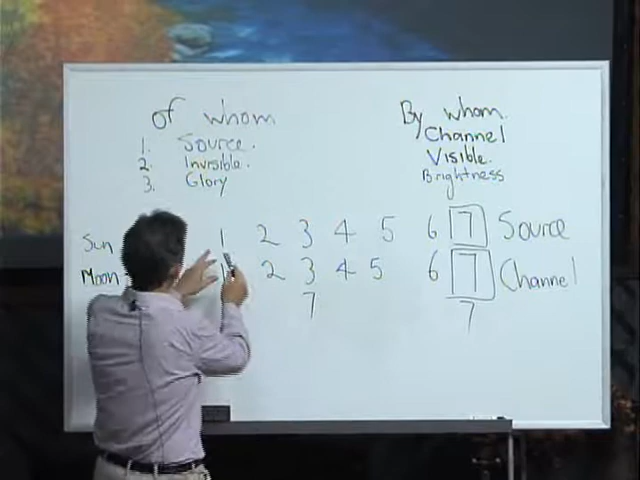 of whom
1. Source.
2. Invisible.
3. Glory
By whom.
Channel
Visible.
Brightness
Sun 1 2 3 4 5 6 7 Source
Moon 1 2 3 4 5 6 7 Channel
7 7